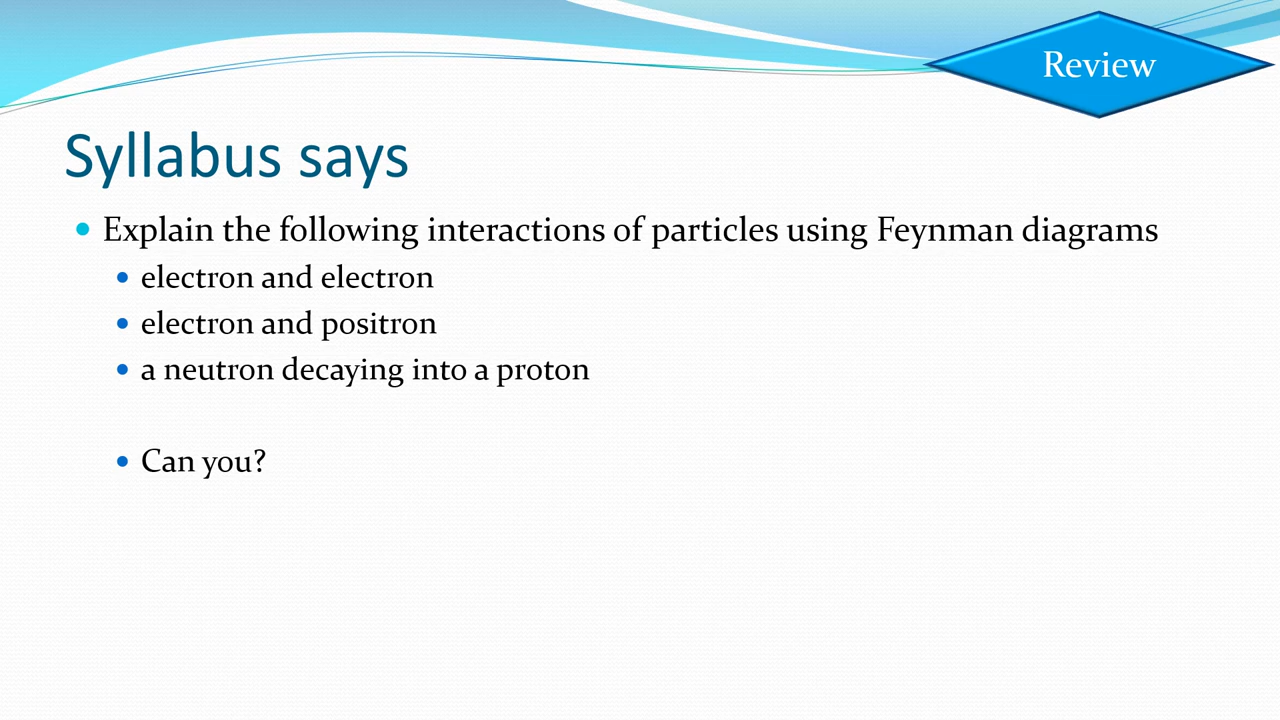 Review
Syllabus says
Explain the following interactions of particles using Feynman diagrams
electron and electron
electron and positron
a neutron decaying into a proton
Can you?